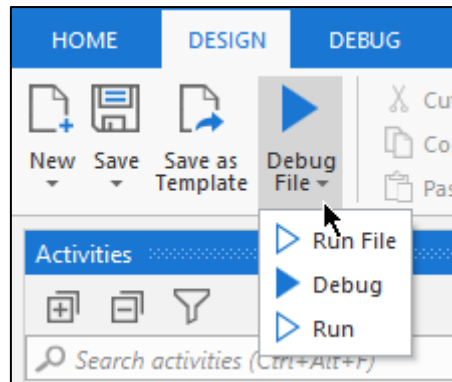 HOME DESIGN DEBUG
New Save Save as Template Debug File
Run File
Debug
Run
Activities
Search activities (Ctrl+Alt+F)